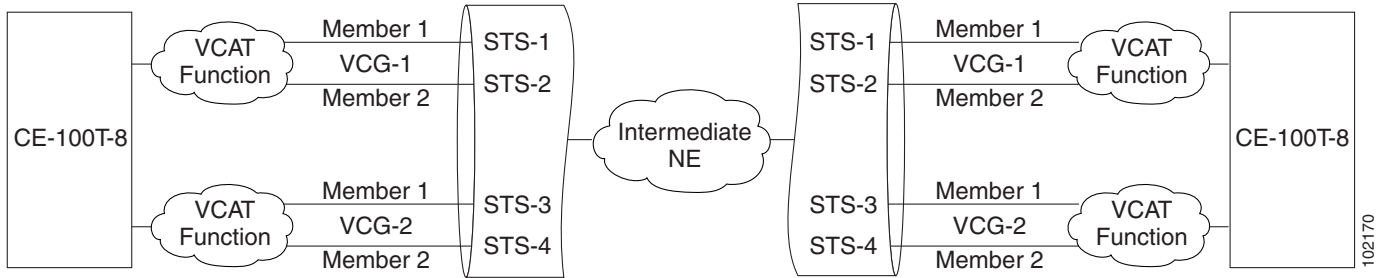 CE-100T-8
VCAT
Function
Member 1
VCG-1
Member 2
STS-1
STS-2
VCAT
Function
Member 1
VCG-2
Member 2
STS-3
STS-4
Intermediate
NE
STS-1
STS-2
Member 1
VCG-1
Member 2
VCAT
Function
STS-3
STS-4
Member 1
VCG-2
Member 2
VCAT
Function
CE-100T-8
102170